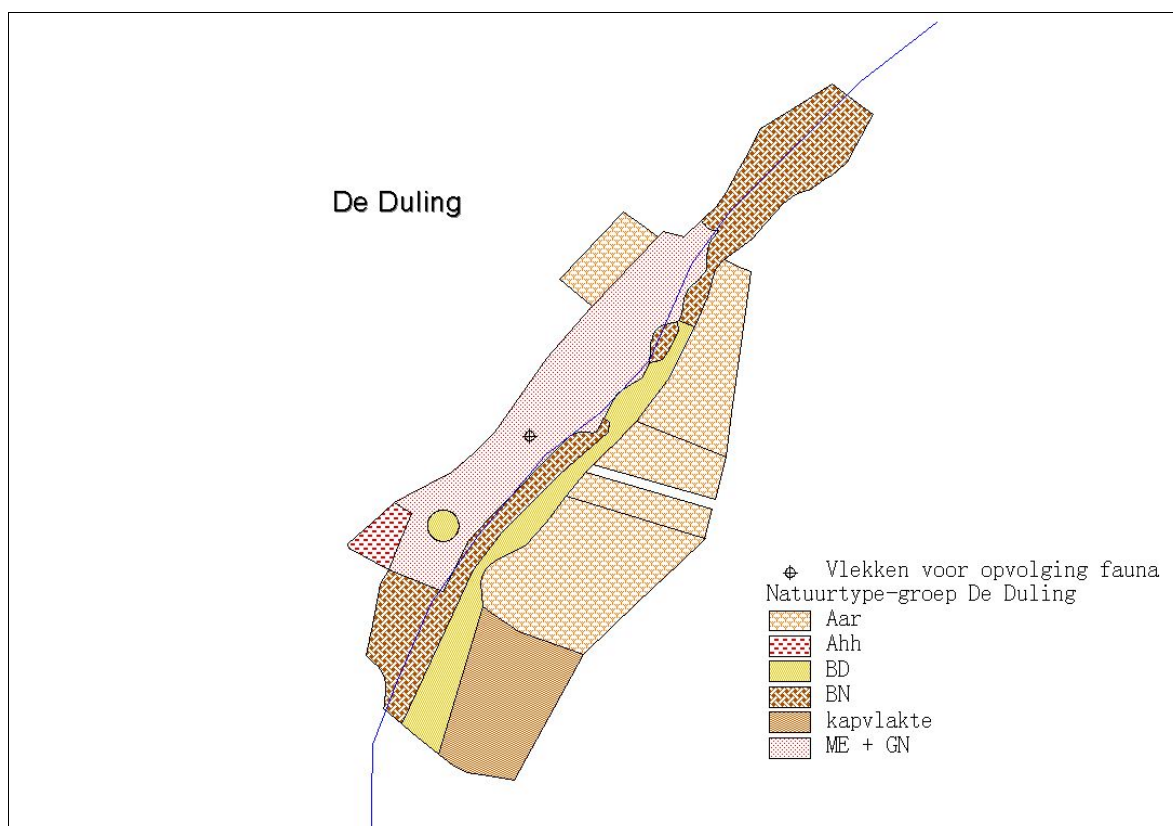 De Duling
Vlekken voor opvolging fauna
Natuurtype-groep De Duling
Aar
Ahh
BD
BN
kapvlakte
ME + GN